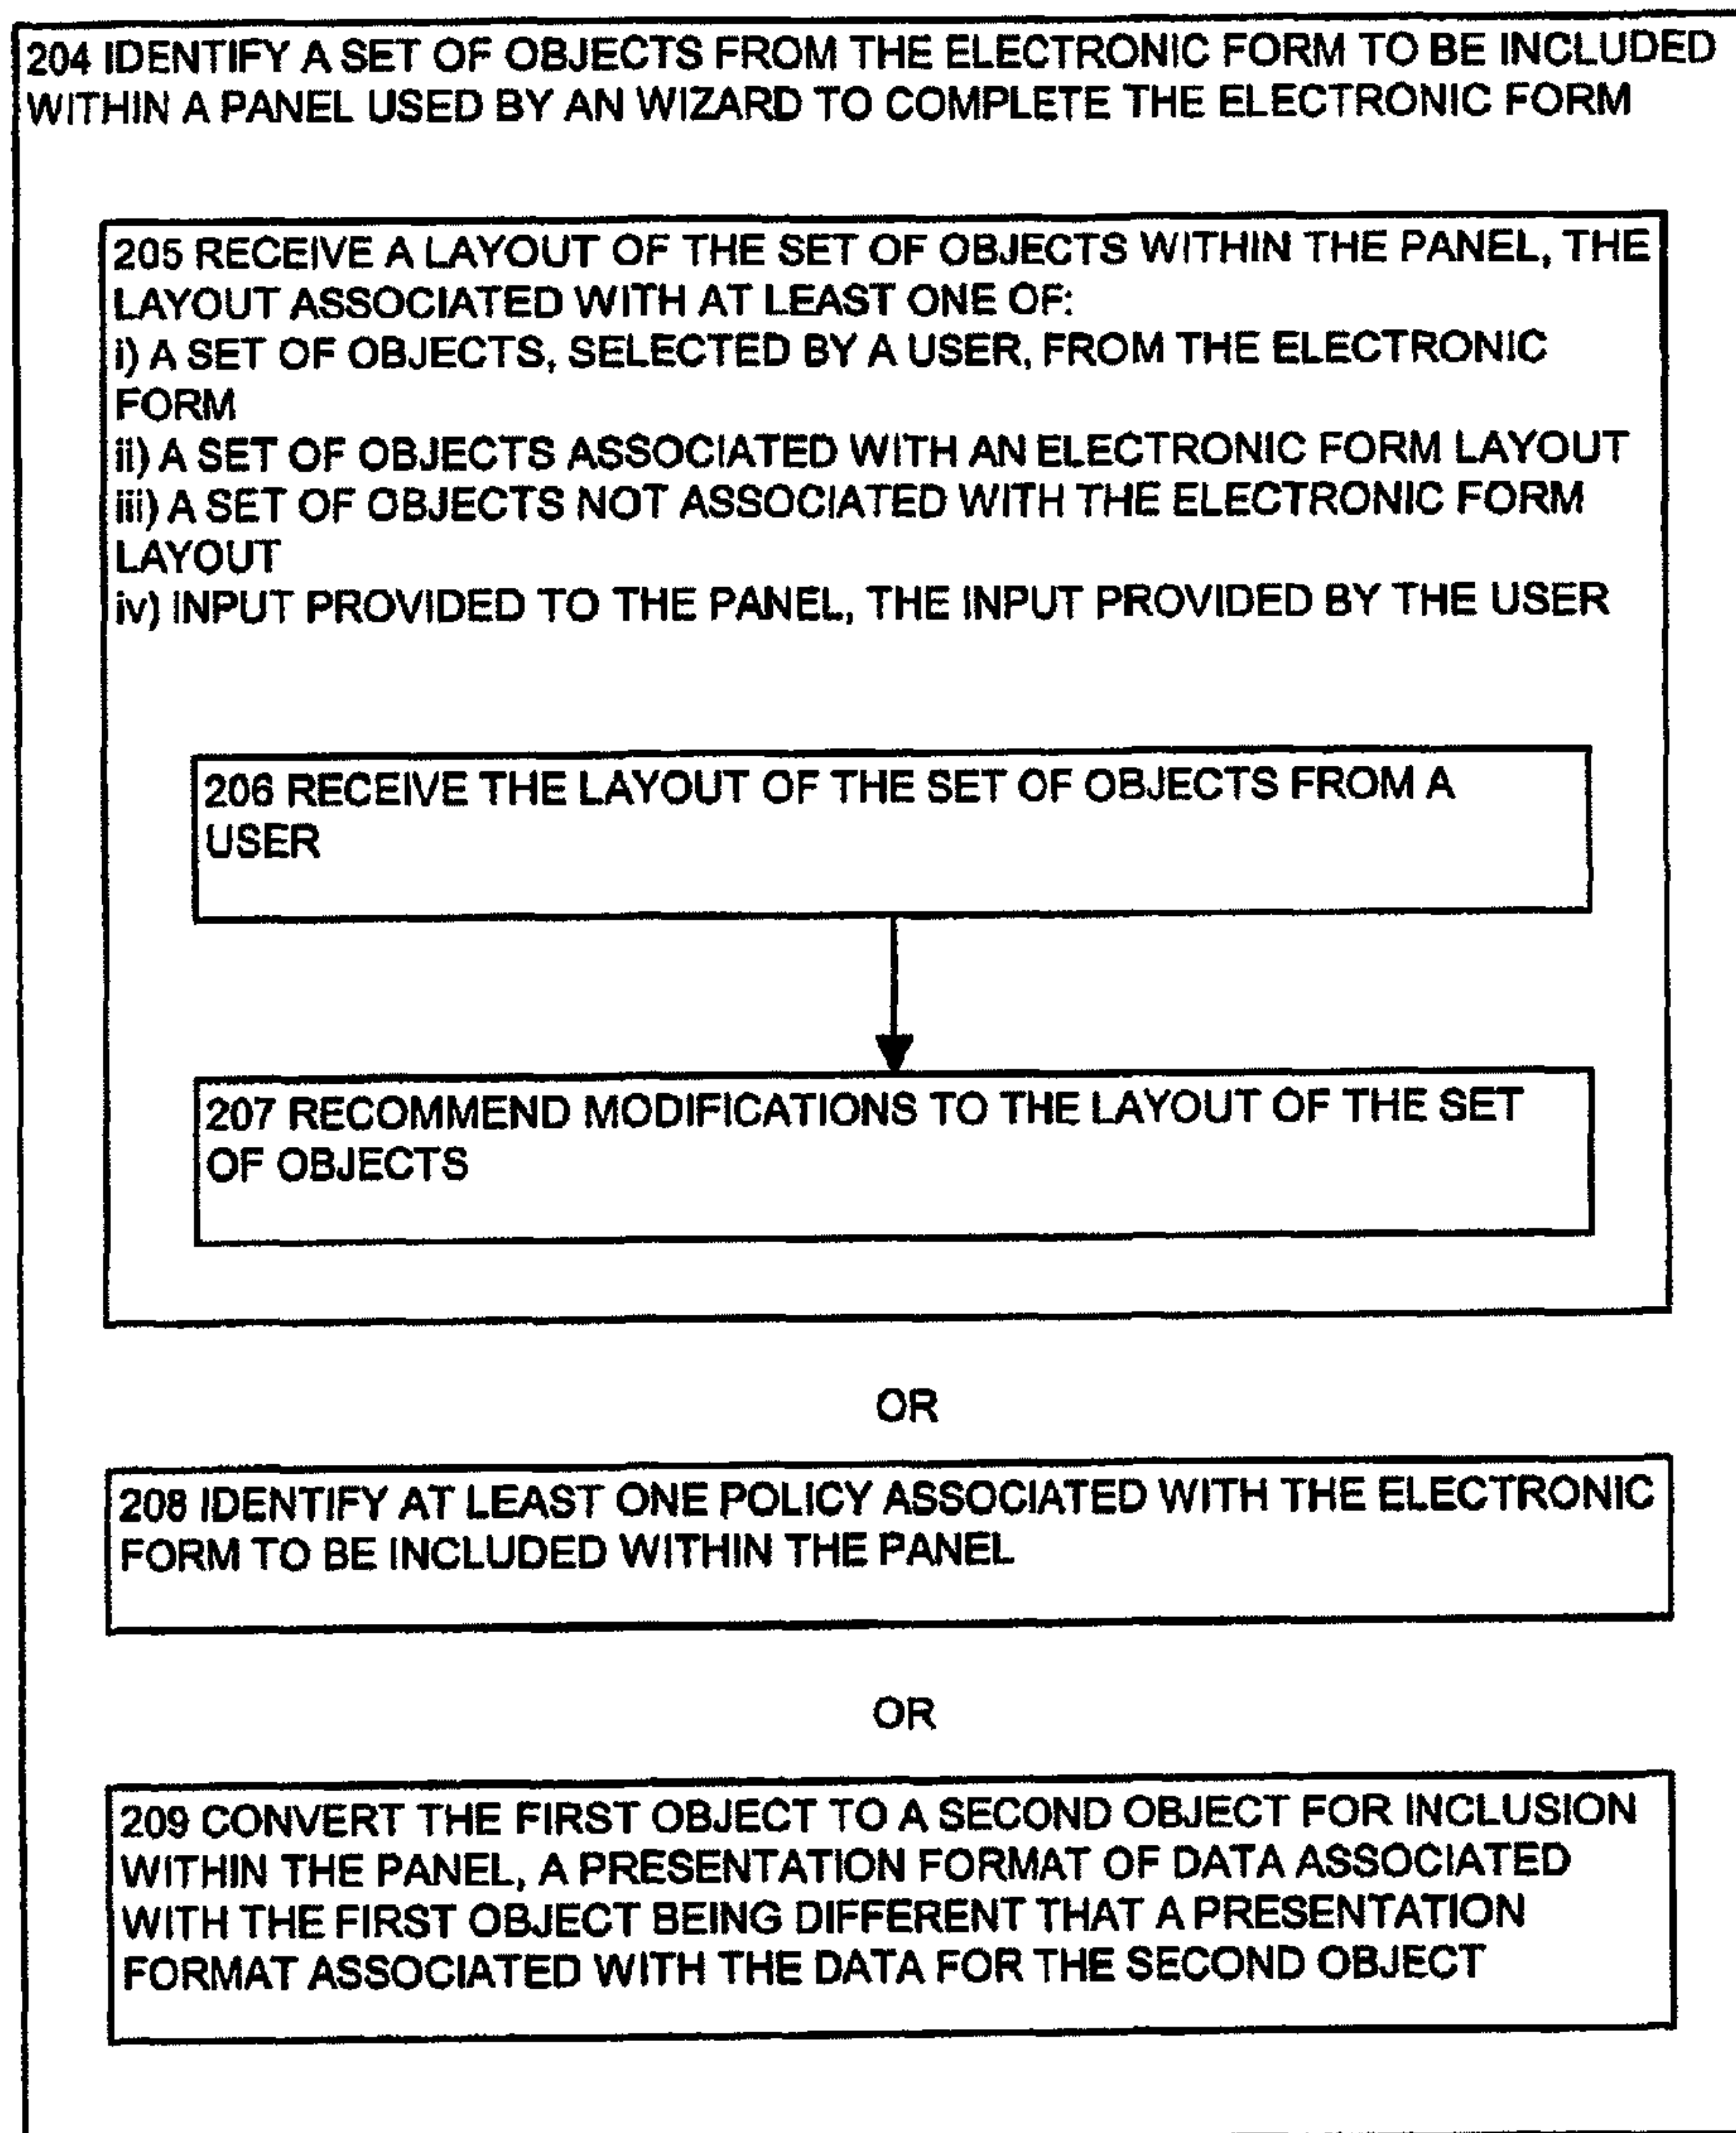 204 IDENTIFY A SET OF OBJECTS FROM THE ELECTRONIC FORM TO BE INCLUDED
WITHIN A PANEL USED BY AN WIZARD TO COMPLETE THE ELECTRONIC FORM
205 RECEIVE A LAYOUT OF THE SET OF OBJECTS WITHIN THE PANEL, THE
LAYOUT ASSOCIATED WITH AT LEAST ONE OF:
i) A SET OF OBJECTS, SELECTED BY A USER, FROM THE ELECTRONIC
FORM
ii) A SET OF OBJECTS ASSOCIATED WITH AN ELECTRONIC FORM LAYOUT
iii) A SET OF OBJECTS NOT ASSOCIATED WITH THE ELECTRONIC FORM
LAYOUT
iv) INPUT PROVIDED TO THE PANEL, THE INPUT PROVIDED BY THE USER
206 RECEIVE THE LAYOUT OF THE SET OF OBJECTS FROM A
USER
207 RECOMMEND MODIFICATIONS TO THE LAYOUT OF THE SET
OF OBJECTS
OR
208 IDENTIFY AT LEAST ONE POLICY ASSOCIATED WITH THE ELECTRONIC
FORM TO BE INCLUDED WITHIN THE PANEL
OR
209 CONVERT THE FIRST OBJECT TO A SECOND OBJECT FOR INCLUSION
WITHIN THE PANEL, A PRESENTATION FORMAT OF DATA ASSOCIATED
WITH THE FIRST OBJECT BEING DIFFERENT THAT A PRESENTATION
FORMAT ASSOCIATED WITH THE DATA FOR THE SECOND OBJECT